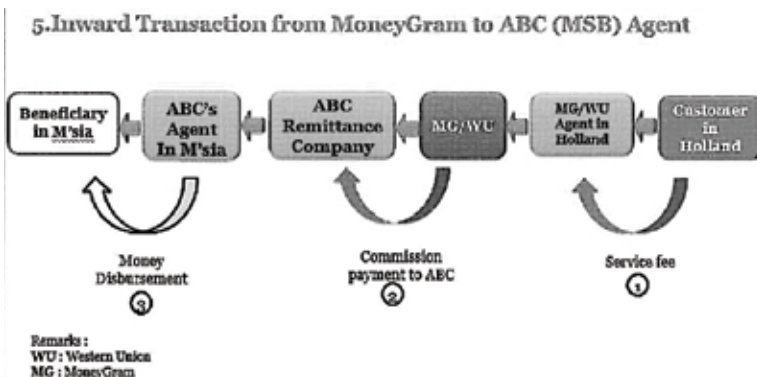 5.Inward Transaction from MoneyGram to ABC (MSB) Agent
Beneficiary
in M'sia
ABC's
Agent
In M'sia
ABC
Remittance
Company
MG/WU
MG/WU
Agent in
Holland
Customer
in
Holland
Money
Disbursement
3
Commission
payment to ABC
2
Service fee
1
Remarks :
WU : Western Union
MG : MoneyGram